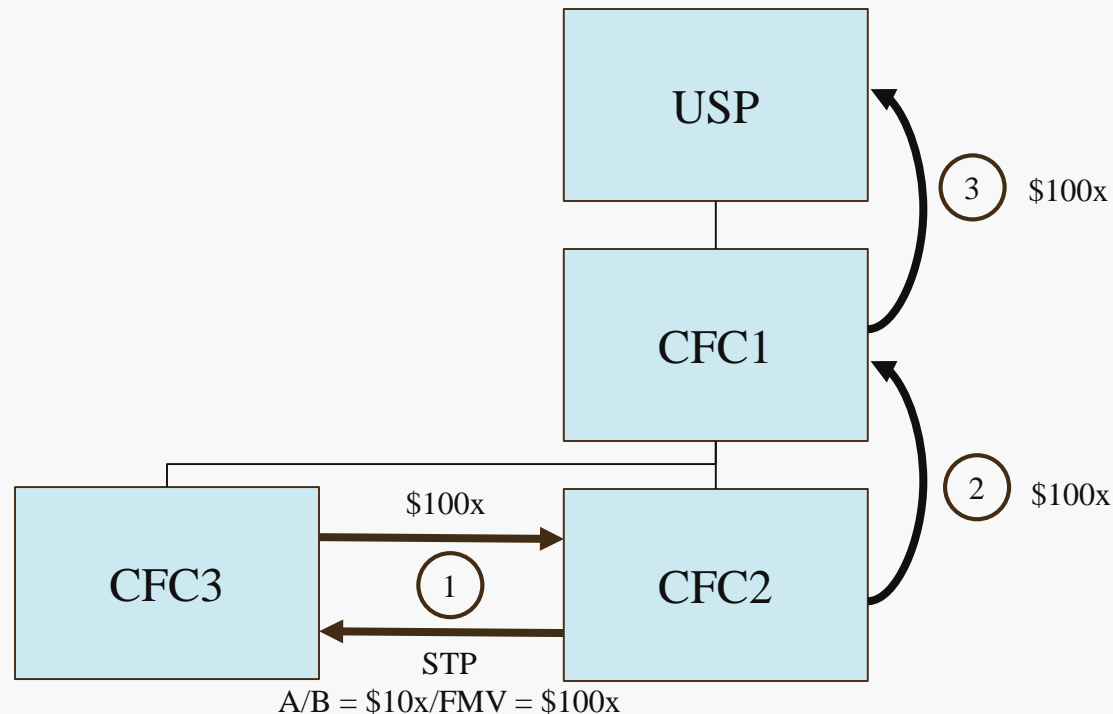 USP
3
$100x
CFC1
2
$100x
$100x
CFC3
1
CFC2
STP
A/B = $10x/FMV = $100x